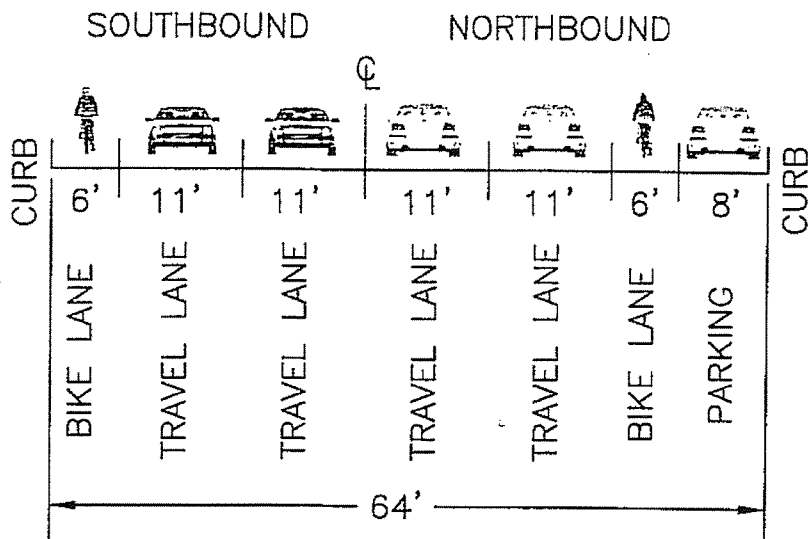 SOUTHBOUND NORTHBOUND
℄
CURB 6' 11' 11' 11' 11' 6' 8' CURB
BIKE LANE
TRAVEL LANE
TRAVEL LANE
TRAVEL LANE
TRAVEL LANE
BIKE LANE
PARKING
64'